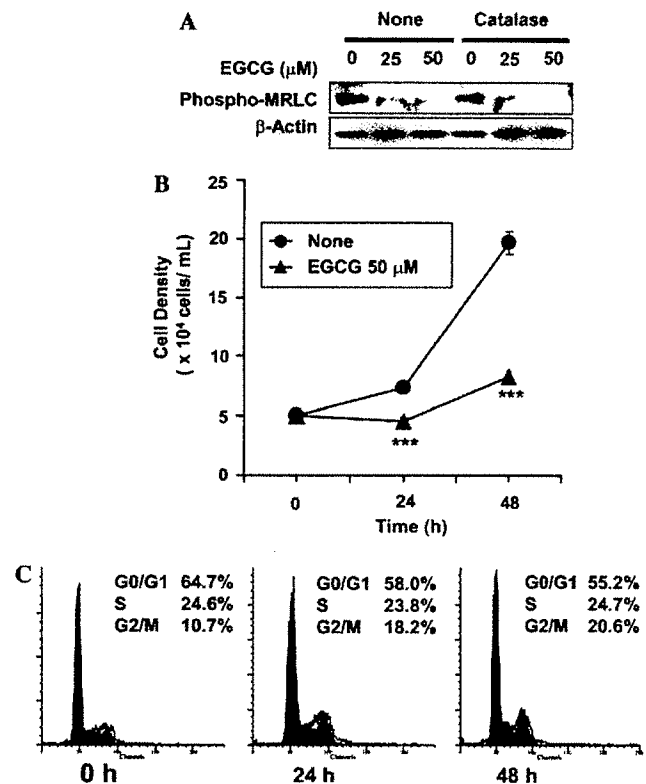 A
None Catalase
EGCG (μM) 0 25 50 0 25 50
Phospho-MRLC
β-Actin
B
Cell Density
( x 10⁴ cells/ mL)
25
20
15
10
5
0
None
EGCG 50 μM
***
***
0 24 48
Time (h)
C
G0/G1 64.7%
S 24.6%
G2/M 10.7%
Channels
0 h
G0/G1 58.0%
S 23.8%
G2/M 18.2%
Channels
24 h
G0/G1 55.2%
S 24.7%
G2/M 20.6%
Channels
48 h